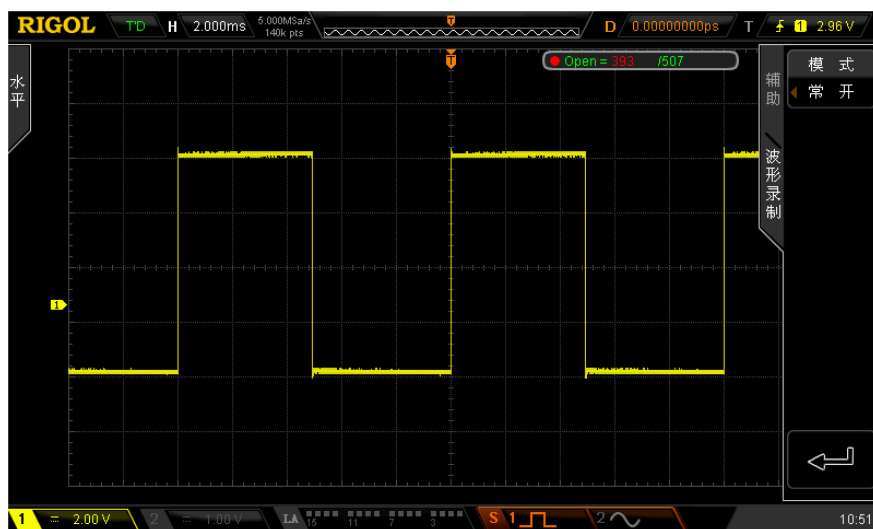 RIGOL T'D H 2.000ms 5.000MSa/s D 0.00000000ps T 1 2.96 V
140k pts
T
Open = 393 /507
水平
辅助
模 式
常 开
波形录制
1
1 2.00 V 2 1.00 V LA 15 11 7 3 S 1 2 10:51